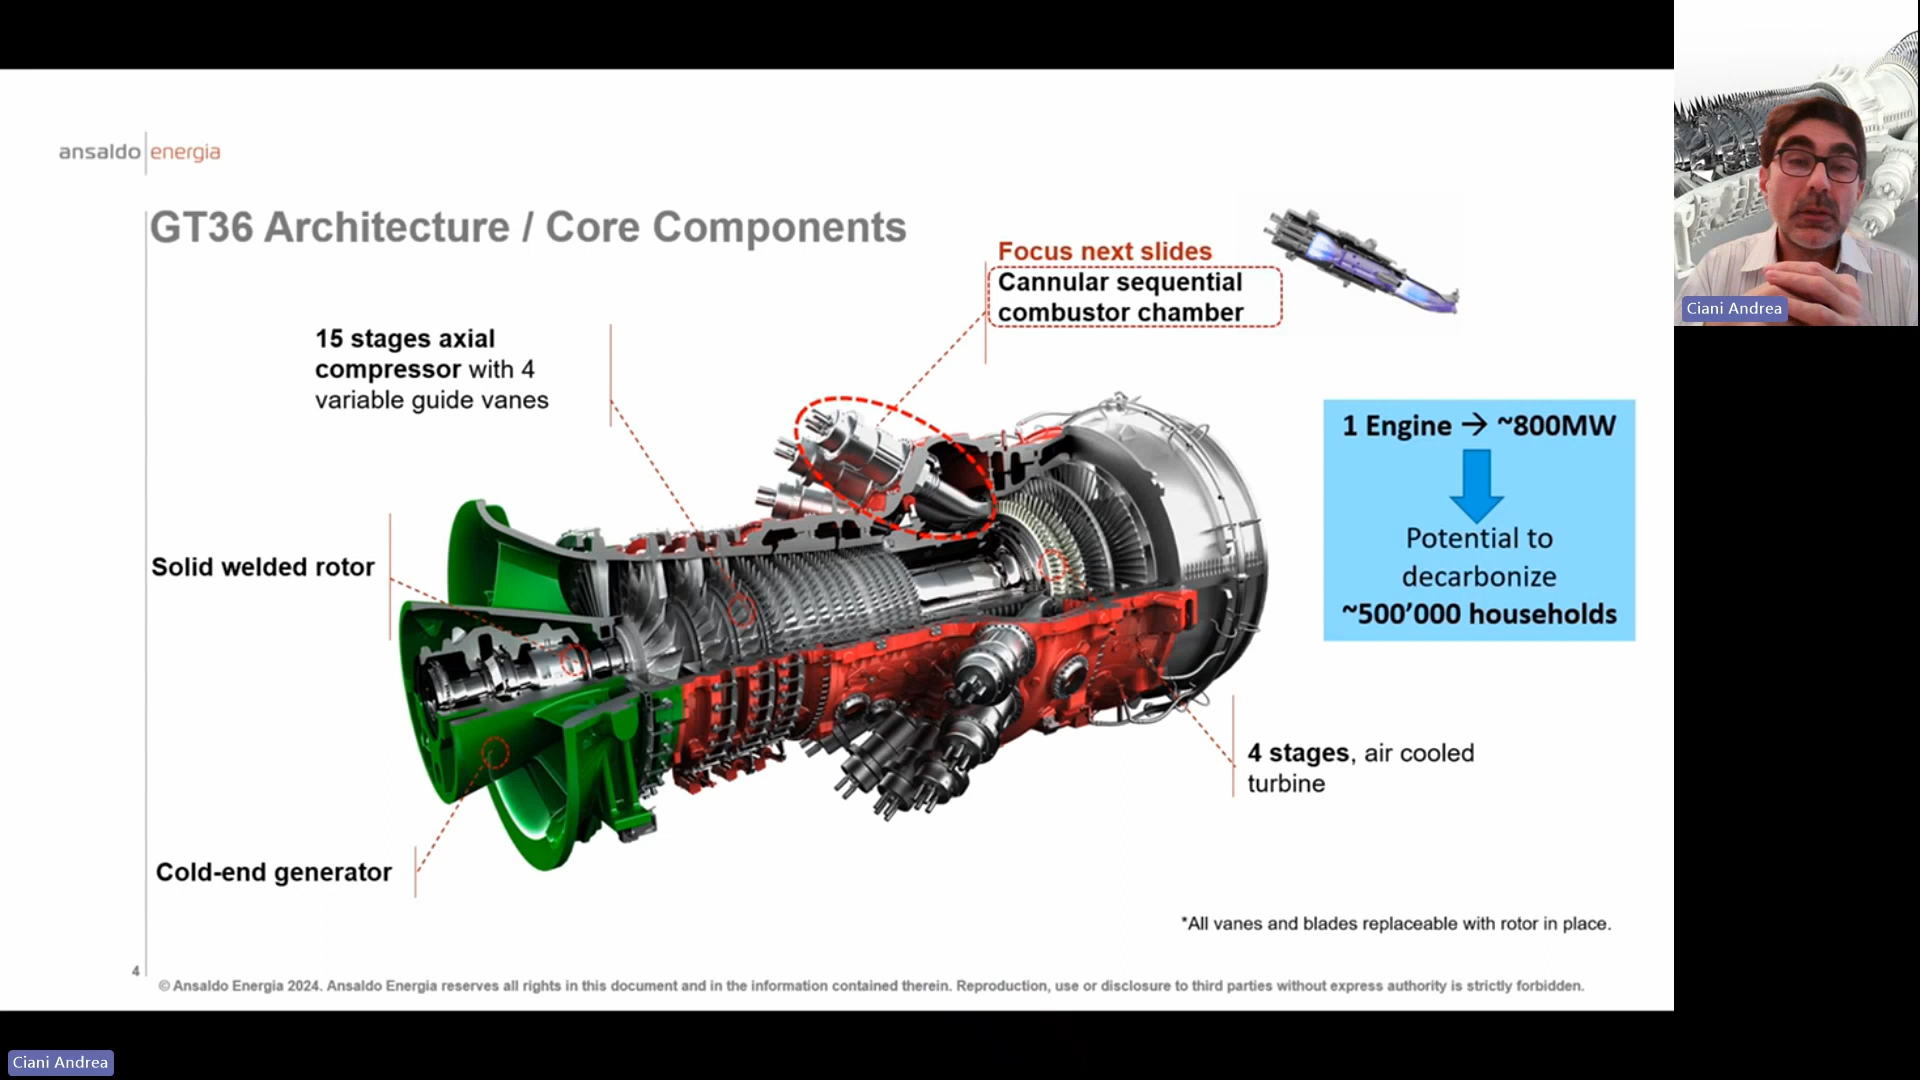 ansaldo energia
GT36 Architecture / Core Components
Focus next slides
Cannular sequential
combustor chamber
15 stages axial
compressor with 4
variable guide vanes
Solid welded rotor
Cold-end generator
1 Engine → ~800MW
Potential to
decarbonize
~500’000 households
4 stages, air cooled
turbine
*All vanes and blades replaceable with rotor in place.
4
© Ansaldo Energia 2024. Ansaldo Energia reserves all rights in this document and in the information contained therein. Reproduction, use or disclosure to third parties without express authority is strictly forbidden.
Ciani Andrea
Ciani Andrea